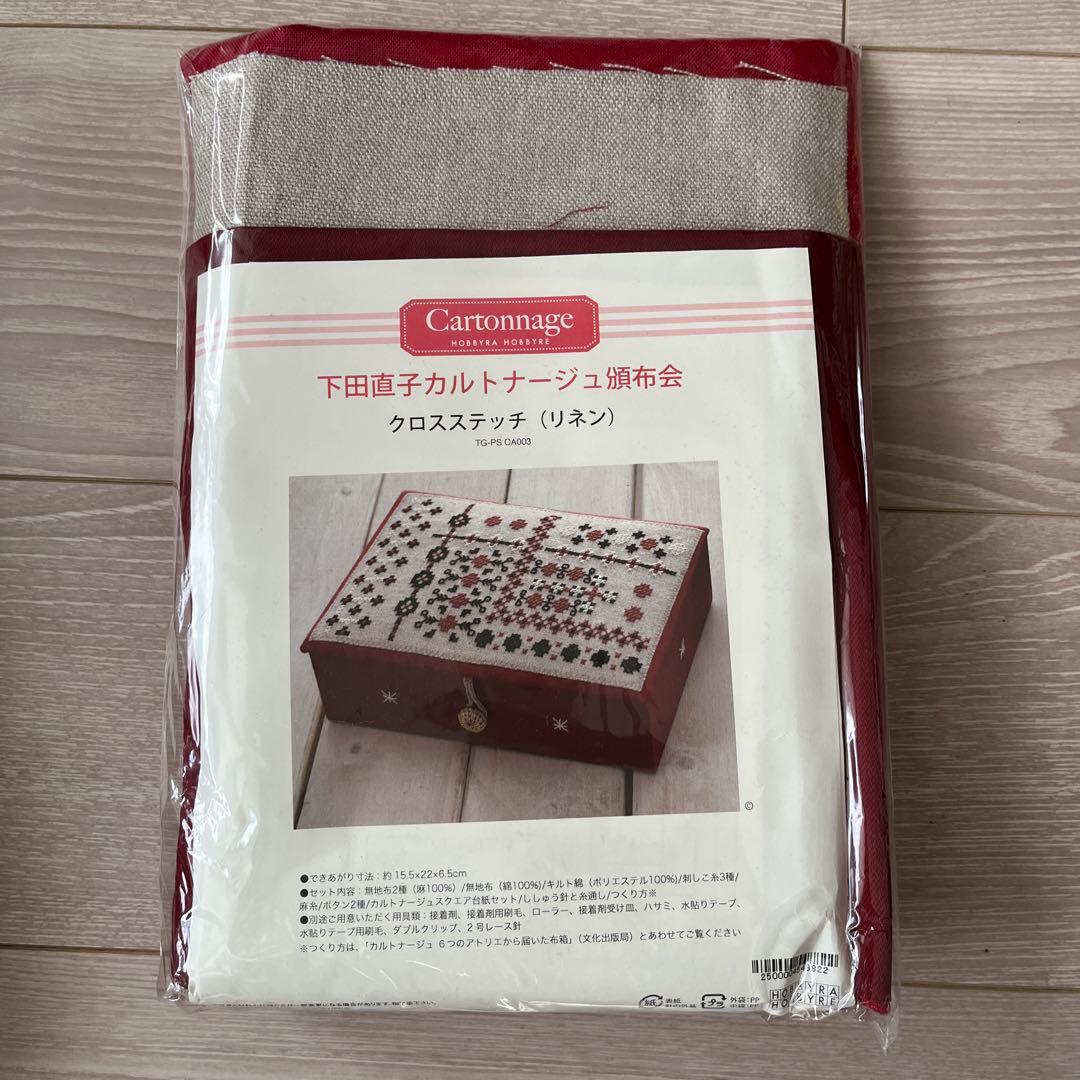 Cartonnage
HOBBYRA HOBBYRE
下田直子カルトナージュ頒布会
クロスステッチ（リネン）
TG-PS CA003
©
●できあがり寸法：約 15.5×22×6.5cm
●セット内容：無地布2種（麻100%）/無地布（綿100%）/キルト綿（ポリエステル100%）/刺しこ糸3種/
麻糸/ボタン2種/カルトナージュスクエア台紙セット/ししゅう針と糸通し/つくり方※
●別途ご用意いただく用具類：接着剤、接着剤用刷毛、ローラー、接着剤受け皿、ハサミ、水貼りテープ、
水貼りテープ用刷毛、ダブルクリップ、2号レース針
※つくり方は、「カルトナージュ 6つのアトリエから届いた布箱」（文化出版局）とあわせてご覧ください
HOBBYRA
HOBBYRE
紙 表紙
プラ 外袋:PP